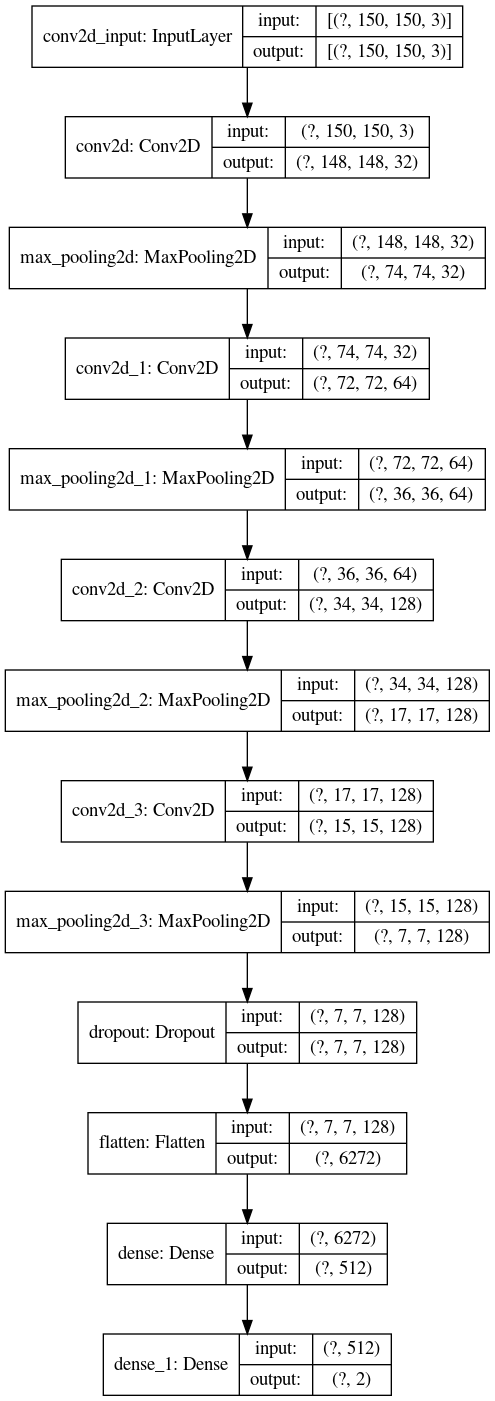 conv2d_input: InputLayer
input: [(?, 150, 150, 3)]
output: [(?, 150, 150, 3)]
conv2d: Conv2D
input: (?, 150, 150, 3)
output: (?, 148, 148, 32)
max_pooling2d: MaxPooling2D
input: (?, 148, 148, 32)
output: (?, 74, 74, 32)
conv2d_1: Conv2D
input: (?, 74, 74, 32)
output: (?, 72, 72, 64)
max_pooling2d_1: MaxPooling2D
input: (?, 72, 72, 64)
output: (?, 36, 36, 64)
conv2d_2: Conv2D
input: (?, 36, 36, 64)
output: (?, 34, 34, 128)
max_pooling2d_2: MaxPooling2D
input: (?, 34, 34, 128)
output: (?, 17, 17, 128)
conv2d_3: Conv2D
input: (?, 17, 17, 128)
output: (?, 15, 15, 128)
max_pooling2d_3: MaxPooling2D
input: (?, 15, 15, 128)
output: (?, 7, 7, 128)
dropout: Dropout
input: (?, 7, 7, 128)
output: (?, 7, 7, 128)
flatten: Flatten
input: (?, 7, 7, 128)
output: (?, 6272)
dense: Dense
input: (?, 6272)
output: (?, 512)
dense_1: Dense
input: (?, 512)
output: (?, 2)